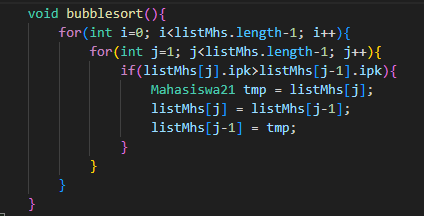 void bubblesort(){
for(int i=0; i<listMhs.length-1; i++){
for(int j=1; j<listMhs.length-1; j++){
if(listMhs[j].ipk>listMhs[j-1].ipk){
Mahasiswa21 tmp = listMhs[j];
listMhs[j] = listMhs[j-1];
listMhs[j-1] = tmp;
}
}
}
}